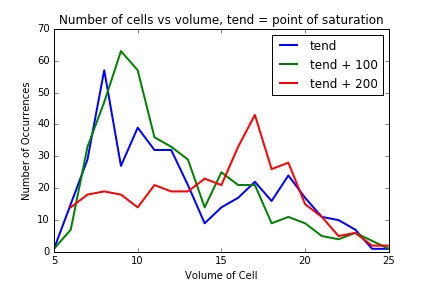 Number of cells vs volume, tend = point of saturation
70
60
50
40
30
20
10
0
Number of Occurrences
tend
tend + 100
tend + 200
5 10 15 20 25
Volume of Cell